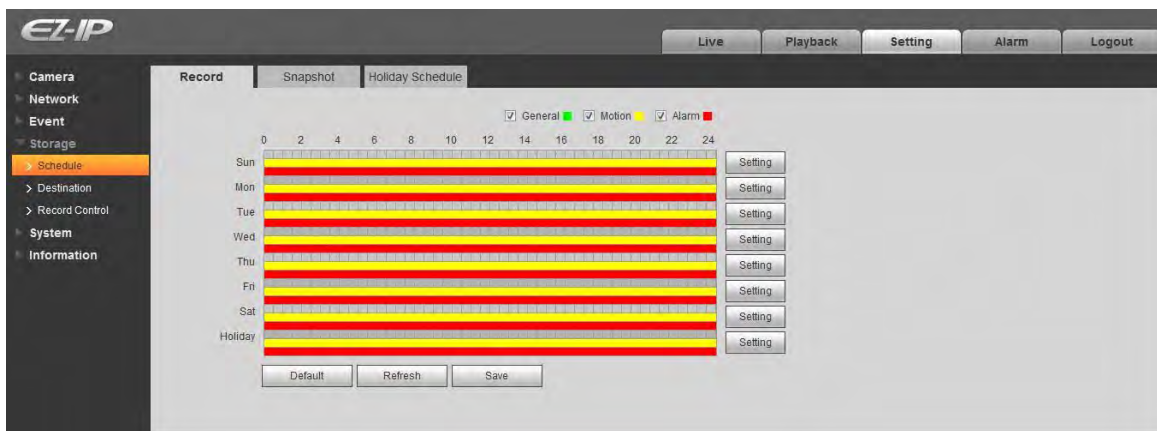 EZ-IP
Live Playback Setting Alarm Logout
Camera
Network
Event
Storage
Schedule
Destination
Record Control
System
Information
Record Snapshot Holiday Schedule
General Motion Alarm
0 2 4 6 8 10 12 14 16 18 20 22 24
Sun Setting
Mon Setting
Tue Setting
Wed Setting
Thu Setting
Fri Setting
Sat Setting
Holiday Setting
Default Refresh Save